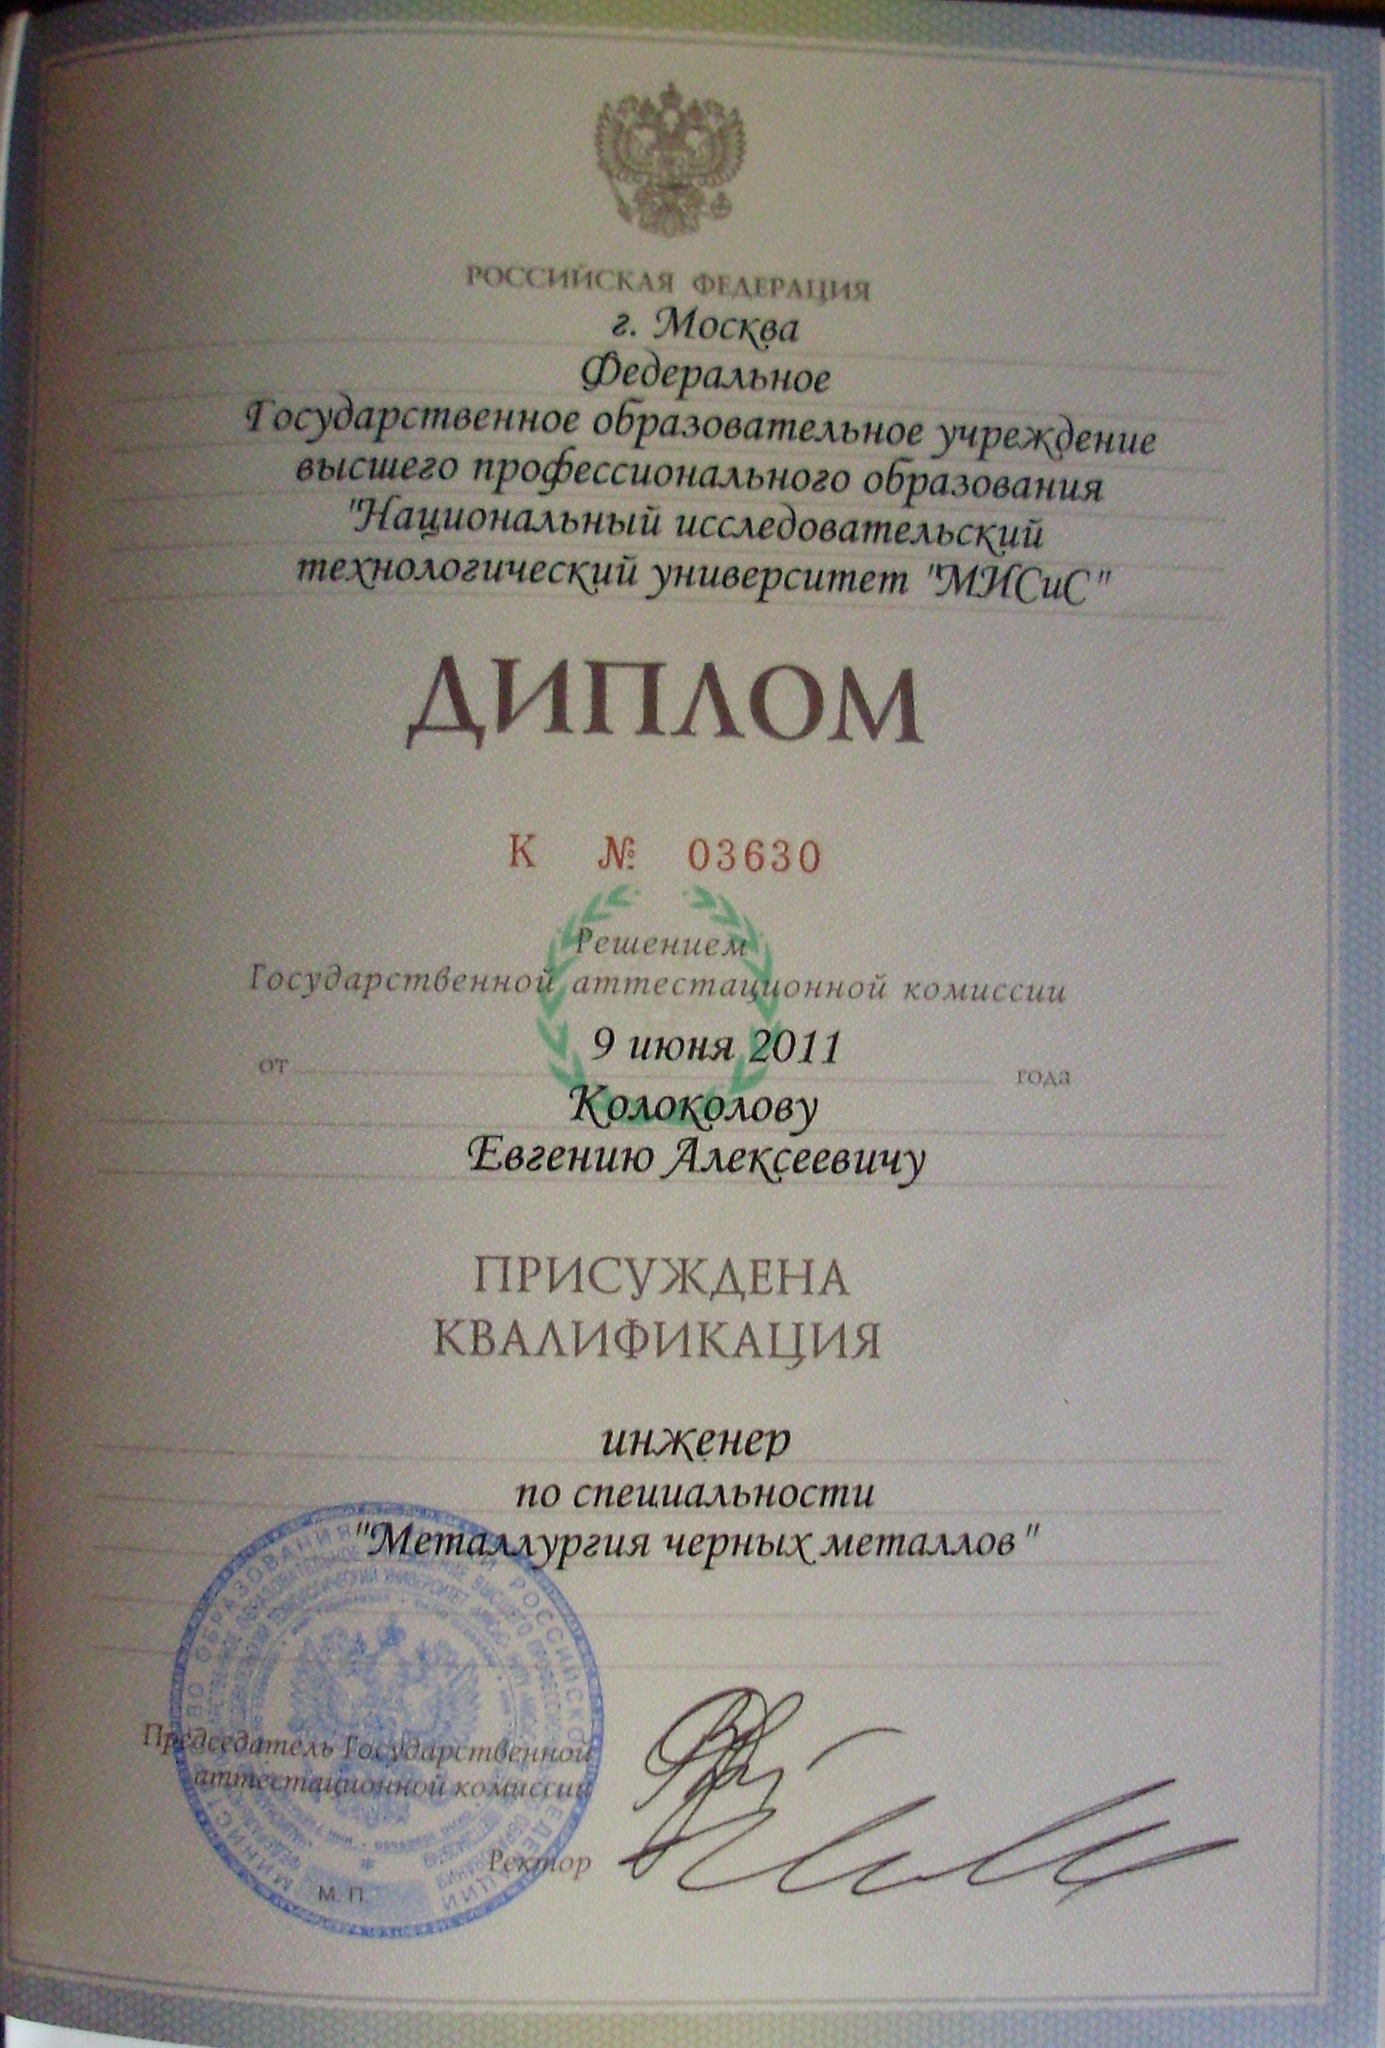 РОССИЙСКАЯ ФЕДЕРАЦИЯ
г. Москва
Федеральное
Государственное образовательное учреждение
высшего профессионального образования
"Национальный исследовательский
технологический университет "МИСиС"
ДИПЛОМ
К № 03630
Решением
Государственной аттестационной комиссии
от 9 июня 2011 года
Колоколову
Евгению Алексеевичу
ПРИСУЖДЕНА
КВАЛИФИКАЦИЯ
инженер
по специальности
"Металлургия черных металлов"
Председатель Государственной
аттестационной комиссии
Ректор
М. П.